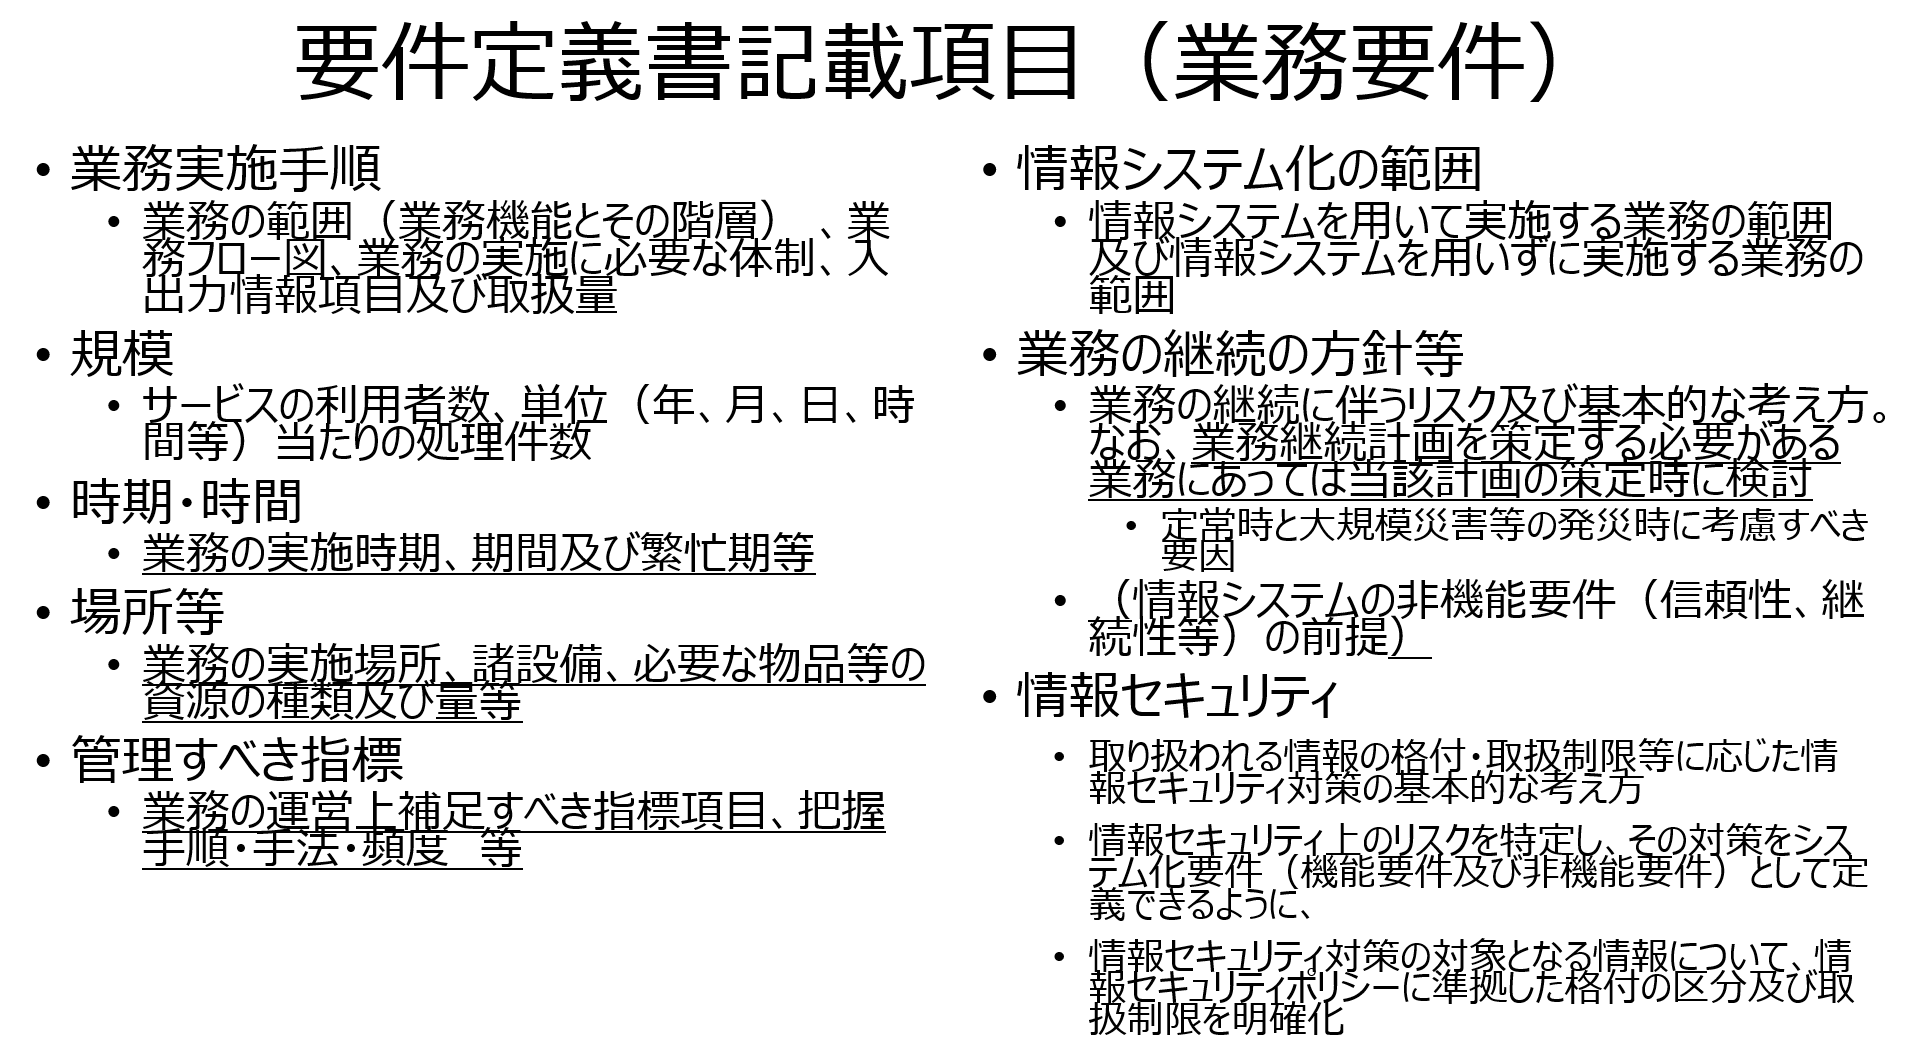 要件定義書記載項目（業務要件）
• 業務実施手順
• 業務の範囲（業務機能とその階層）、業
務フロー図、業務の実施に必要な体制、入
出力情報項目及び取扱量
• 規模
• サービスの利用者数、単位（年、月、日、時
間等）当たりの処理件数
• 時期・時間
• 業務の実施時期、期間及び繁忙期等
• 場所等
• 業務の実施場所、諸設備、必要な物品等の
資源の種類及び量等
• 管理すべき指標
• 業務の運営上補足すべき指標項目、把握
手順・手法・頻度　等
• 情報システム化の範囲
• 情報システムを用いて実施する業務の範囲
及び情報システムを用いずに実施する業務の
範囲
• 業務の継続の方針等
• 業務の継続に伴うリスク及び基本的な考え方。
なお、業務継続計画を策定する必要がある
業務にあっては当該計画の策定時に検討
• 定常時と大規模災害等の発災時に考慮すべき
要因
• （情報システムの非機能要件（信頼性、継
続性等）の前提）
• 情報セキュリティ
• 取り扱われる情報の格付・取扱制限等に応じた情
報セキュリティ対策の基本的な考え方
• 情報セキュリティ上のリスクを特定し、その対策をシス
テム化要件（機能要件及び非機能要件）として定
義できるように、
• 情報セキュリティ対策の対象となる情報について、情
報セキュリティポリシーに準拠した格付の区分及び取
扱制限を明確化